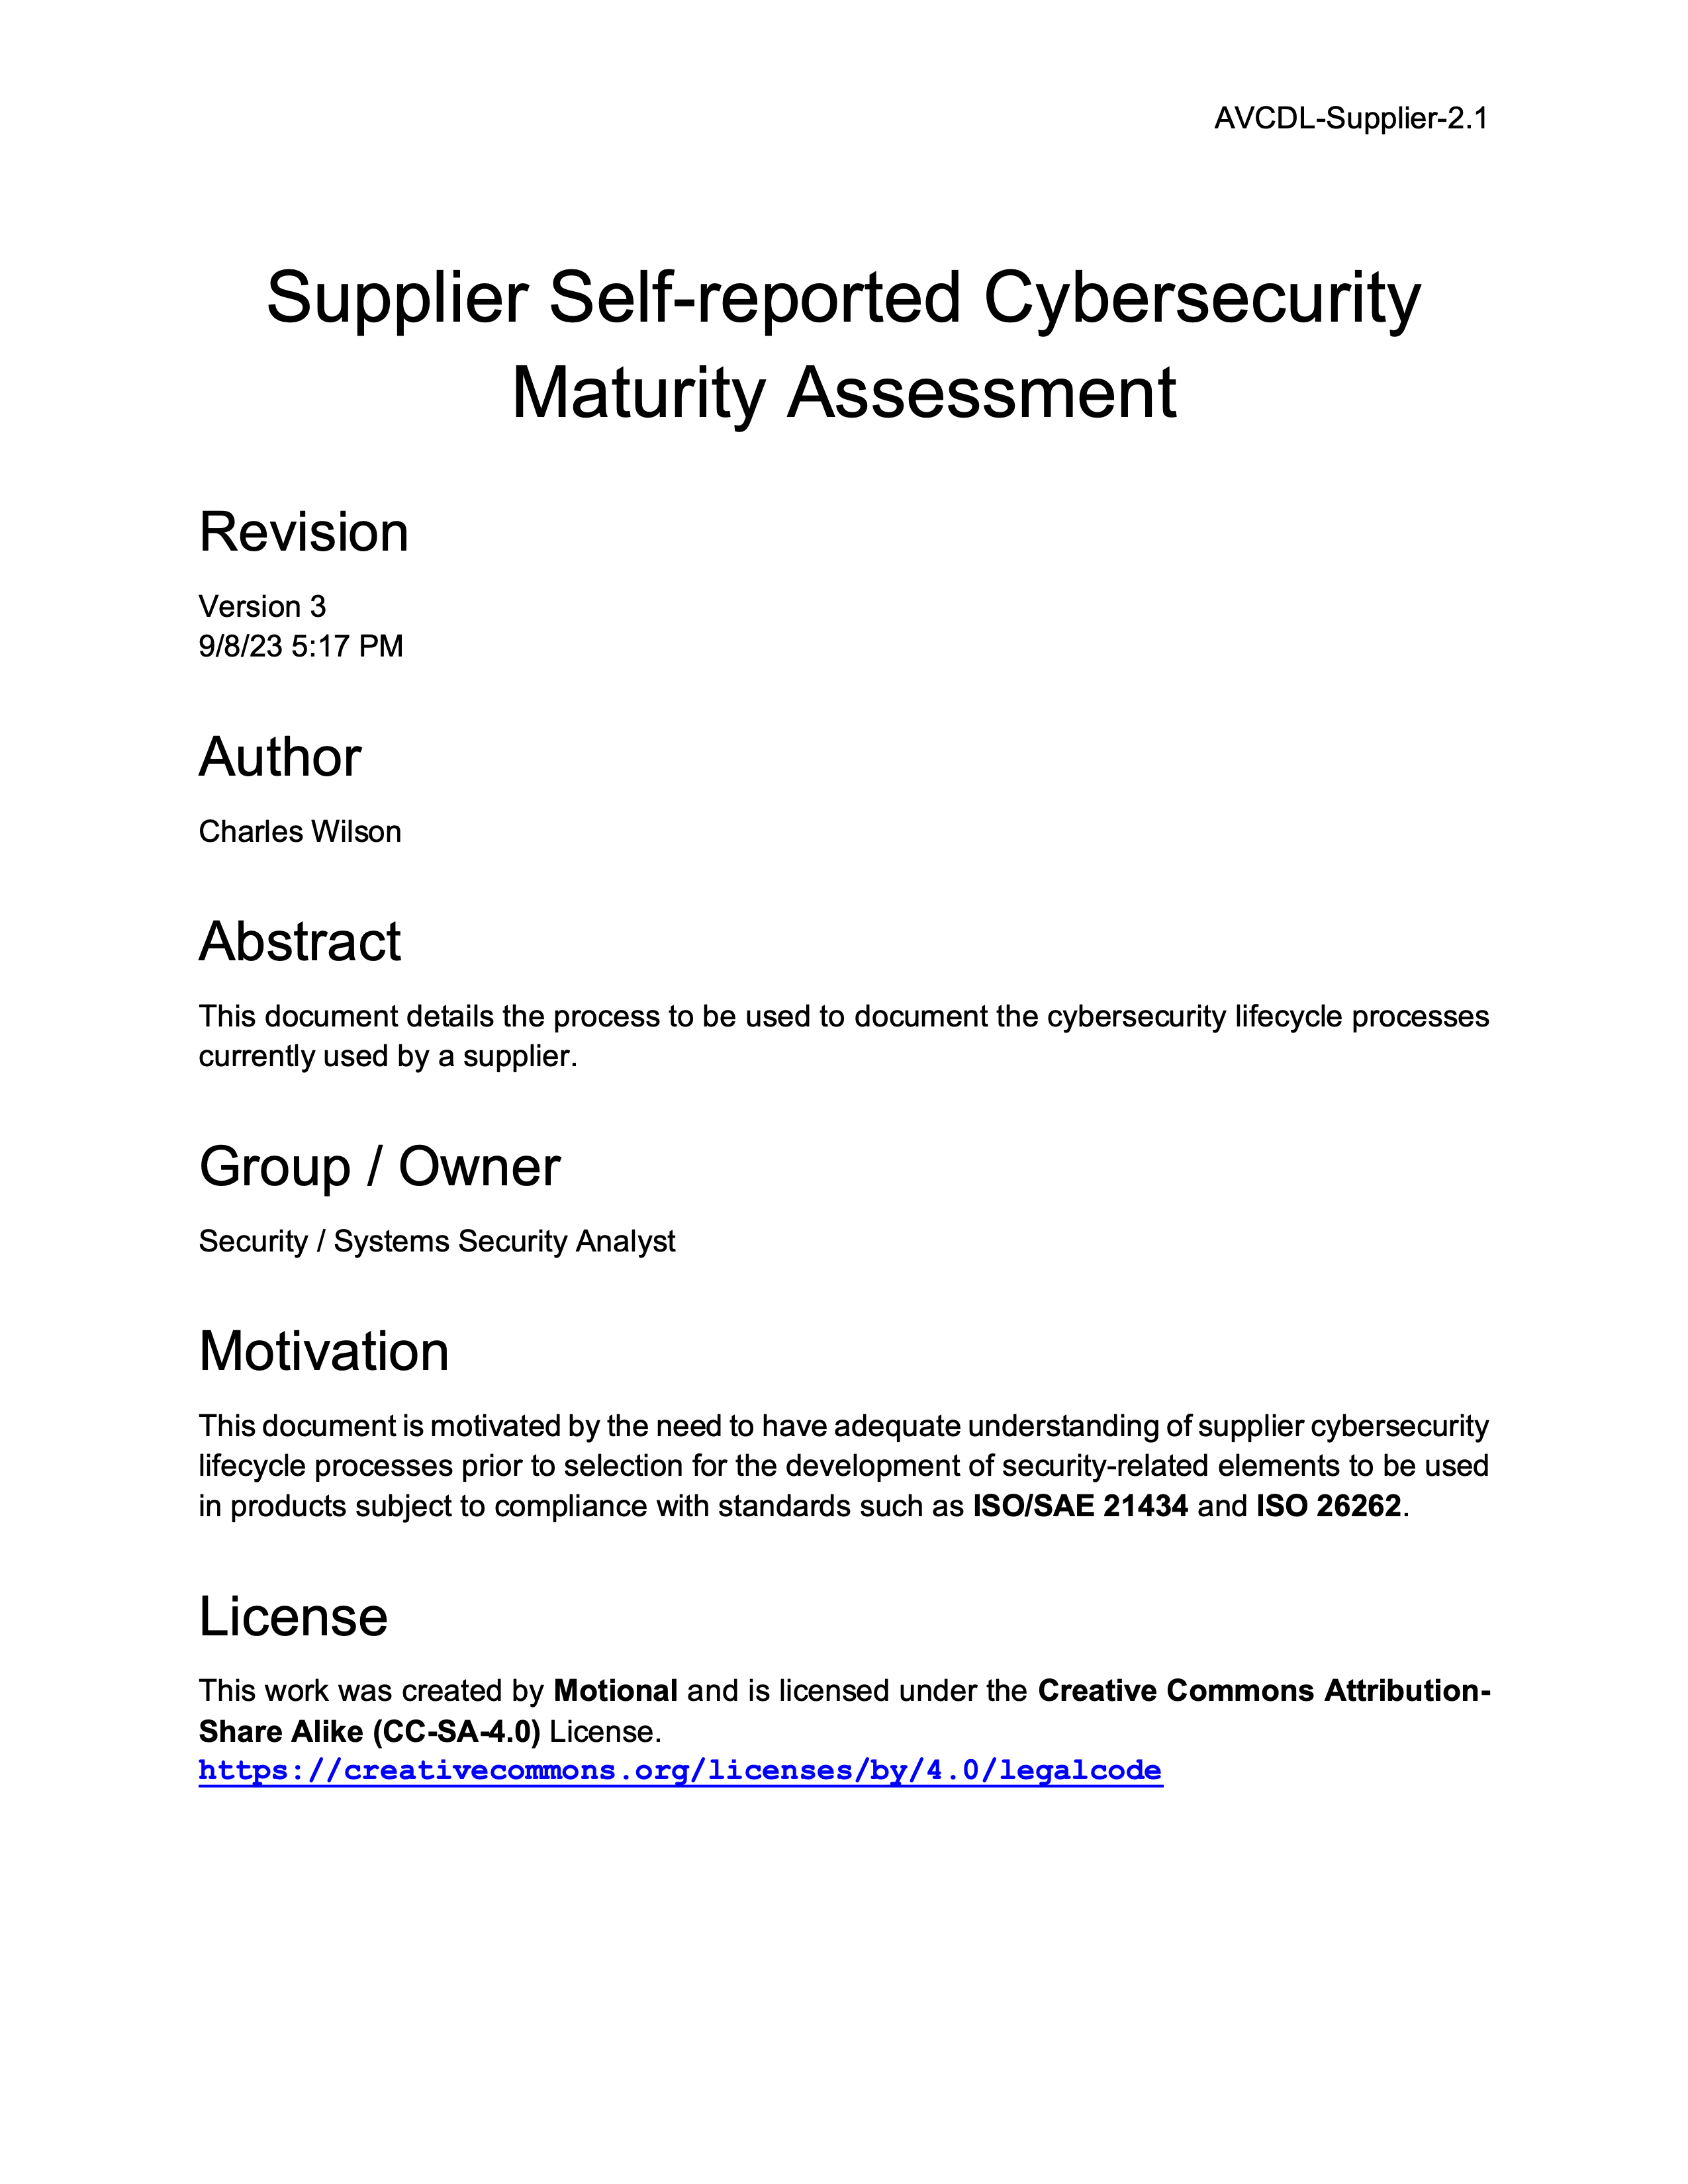 AVCDL-Supplier-2.1
Supplier Self-reported Cybersecurity
Maturity Assessment
Revision
Version 3
9/8/23 5:17 PM
Author
Charles Wilson
Abstract
This document details the process to be used to document the cybersecurity lifecycle processes
currently used by a supplier.
Group / Owner
Security / Systems Security Analyst
Motivation
This document is motivated by the need to have adequate understanding of supplier cybersecurity
lifecycle processes prior to selection for the development of security-related elements to be used
in products subject to compliance with standards such as ISO/SAE 21434 and ISO 26262.
License
This work was created by Motional and is licensed under the Creative Commons Attribution-
Share Alike (CC-SA-4.0) License.
https://creativecommons.org/licenses/by/4.0/legalcode